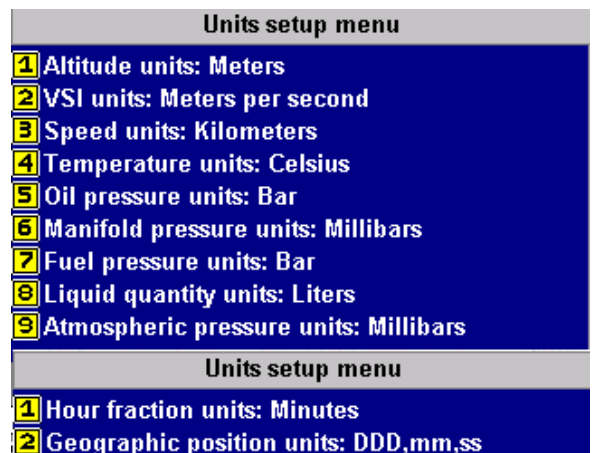 Units setup menu
1 Altitude units: Meters
2 VSI units: Meters per second
3 Speed units: Kilometers
4 Temperature units: Celsius
5 Oil pressure units: Bar
6 Manifold pressure units: Millibars
7 Fuel pressure units: Bar
8 Liquid quantity units: Liters
9 Atmospheric pressure units: Millibars
Units setup menu
1 Hour fraction units: Minutes
2 Geographic position units: DDD,mm,ss